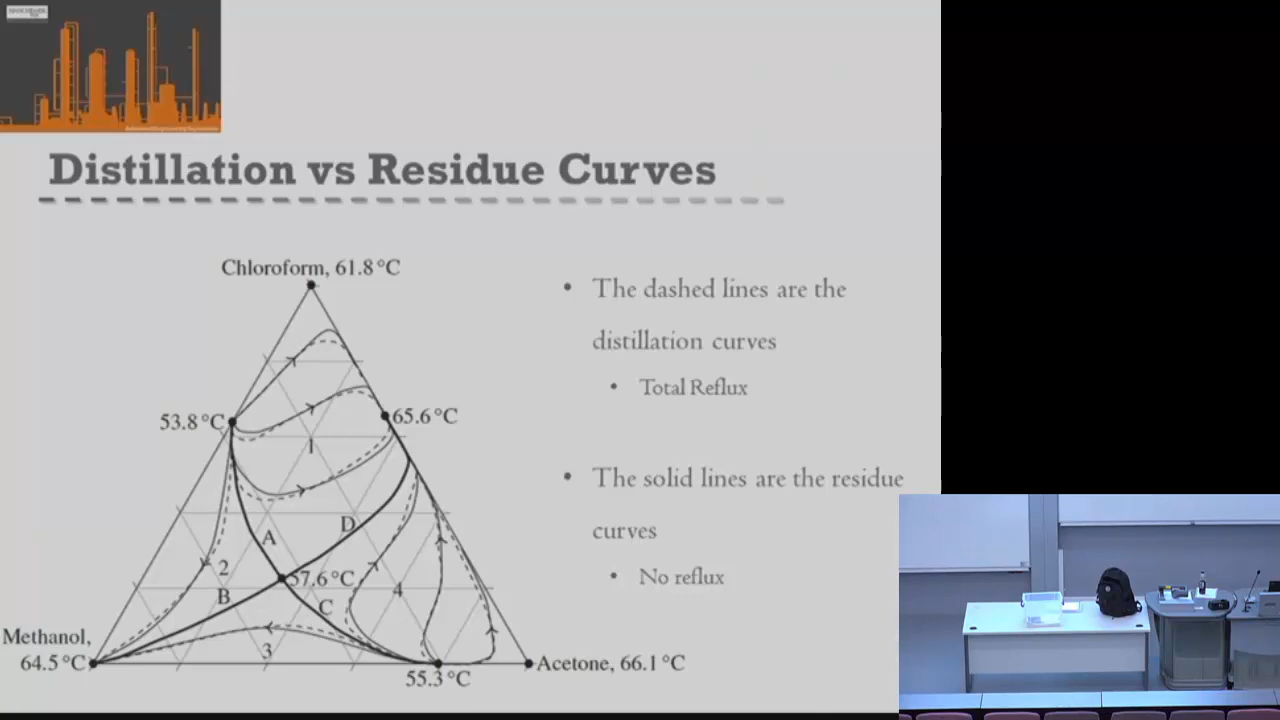 Distillation vs Residue Curves
Chloroform, 61.8 °C
53.8 °C
65.6 °C
1
A
D
2
57.6 °C
4
B
C
Methanol,
64.5 °C
3
55.3 °C
Acetone, 66.1 °C
• The dashed lines are the
distillation curves
• Total Reflux
• The solid lines are the residue
curves
• No reflux